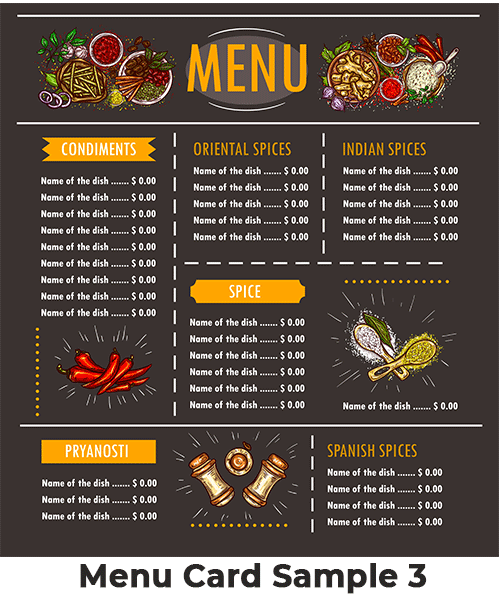 MENU
CONDIMENTS
Name of the dish ....... $ 0.00
Name of the dish ....... $ 0.00
Name of the dish ....... $ 0.00
Name of the dish ....... $ 0.00
Name of the dish ....... $ 0.00
Name of the dish ....... $ 0.00
Name of the dish ....... $ 0.00
Name of the dish ....... $ 0.00
Name of the dish ....... $ 0.00
ORIENTAL SPICES
Name of the dish ....... $ 0.00
Name of the dish ....... $ 0.00
Name of the dish ....... $ 0.00
Name of the dish ....... $ 0.00
Name of the dish ....... $ 0.00
INDIAN SPICES
Name of the dish ....... $ 0.00
Name of the dish ....... $ 0.00
Name of the dish ....... $ 0.00
Name of the dish ....... $ 0.00
Name of the dish ....... $ 0.00
SPICE
Name of the dish ....... $ 0.00
Name of the dish ....... $ 0.00
Name of the dish ....... $ 0.00
Name of the dish ....... $ 0.00
Name of the dish ....... $ 0.00
Name of the dish ....... $ 0.00
Name of the dish ....... $ 0.00
PRYANOSTI
Name of the dish ....... $ 0.00
Name of the dish ....... $ 0.00
Name of the dish ....... $ 0.00
SPANISH SPICES
Name of the dish ....... $ 0.00
Name of the dish ....... $ 0.00
Name of the dish ....... $ 0.00
Name of the dish ....... $ 0.00
Menu Card Sample 3